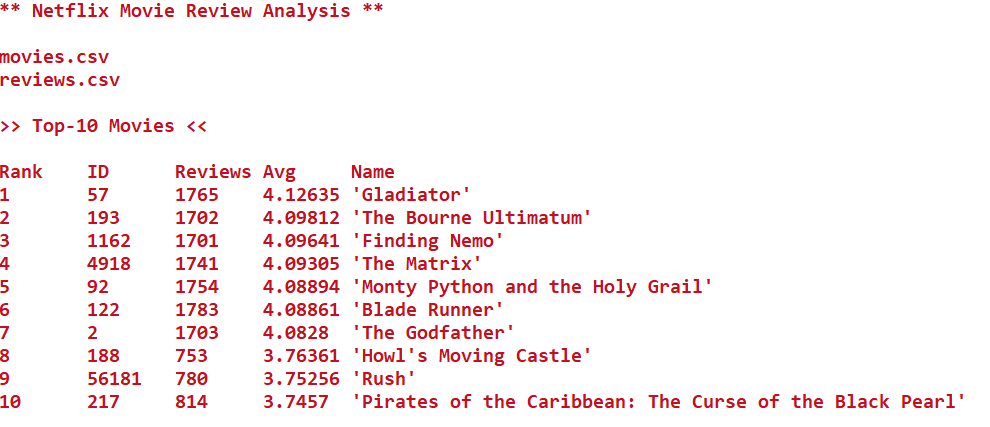 ** Netflix Movie Review Analysis **
movies.csv
reviews.csv
>> Top-10 Movies <<
Rank    ID      Reviews Avg     Name
1       57      1765    4.12635 'Gladiator'
2       193     1702    4.09812 'The Bourne Ultimatum'
3       1162    1701    4.09641 'Finding Nemo'
4       4918    1741    4.09305 'The Matrix'
5       92      1754    4.08894 'Monty Python and the Holy Grail'
6       122     1783    4.08861 'Blade Runner'
7       2       1703    4.0828  'The Godfather'
8       188     753     3.76361 'Howl's Moving Castle'
9       56181   780     3.75256 'Rush'
10      217     814     3.7457  'Pirates of the Caribbean: The Curse of the Black Pearl'